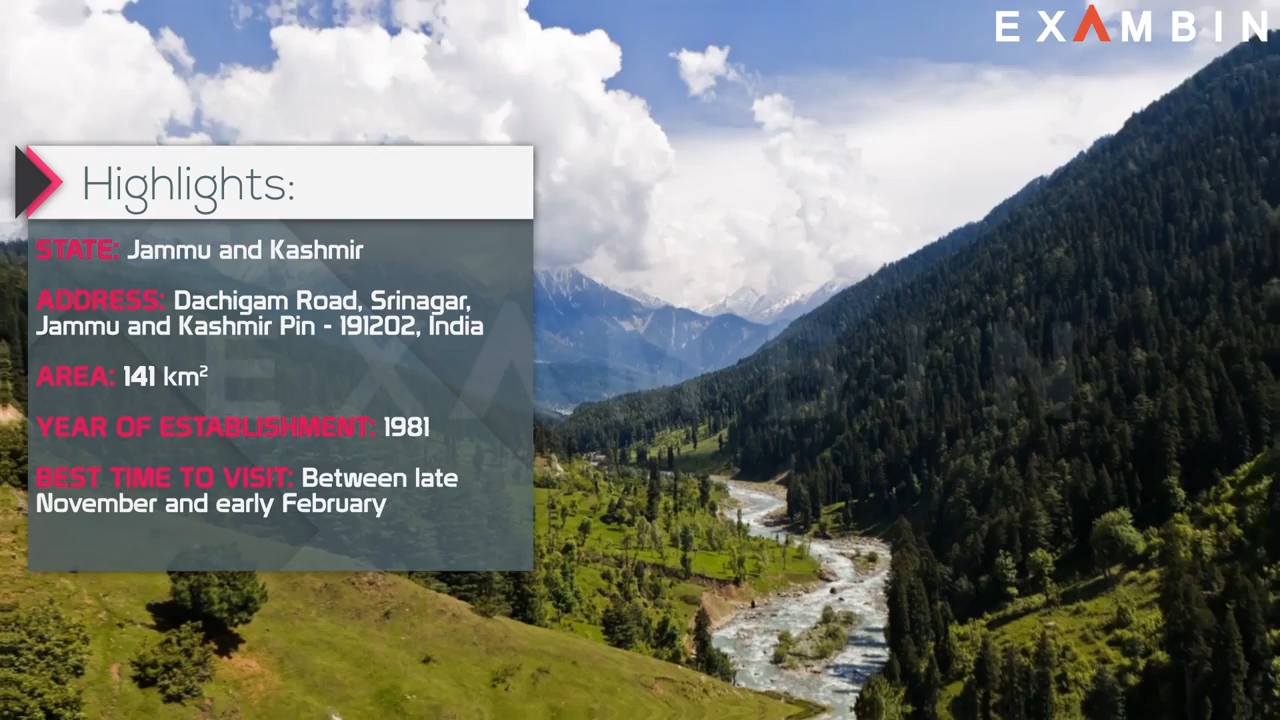 EXAMBIN
Highlights:
STATE: Jammu and Kashmir
ADDRESS: Dachigam Road, Srinagar,
Jammu and Kashmir Pin - 191202, India
AREA: 141 km²
YEAR OF ESTABLISHMENT: 1981
BEST TIME TO VISIT: Between late
November and early February
EXAMBIN